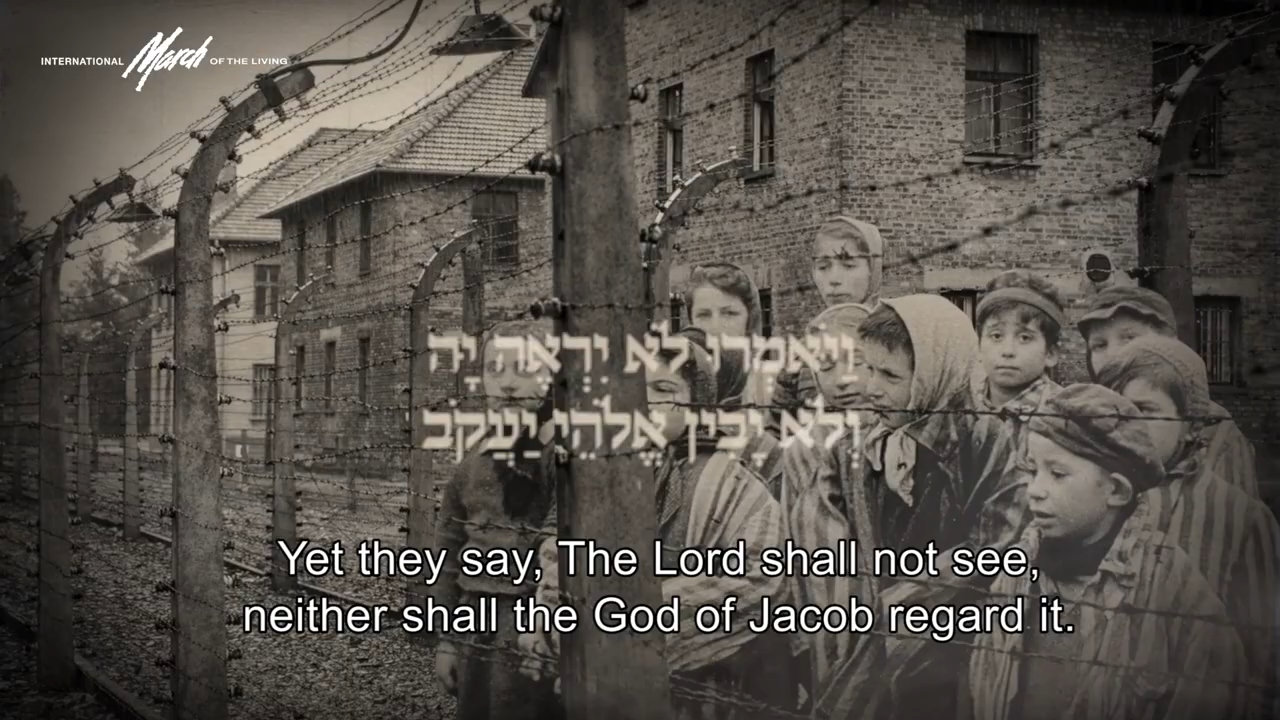 INTERNATIONAL March OF THE LIVING
וַיֹּאמְרוּ לֹא יִרְאֶה יָּהּ
וְלֹא יָבִין אֱלֹהֵי יַעֲקֹב
Yet they say, The Lord shall not see,
neither shall the God of Jacob regard it.